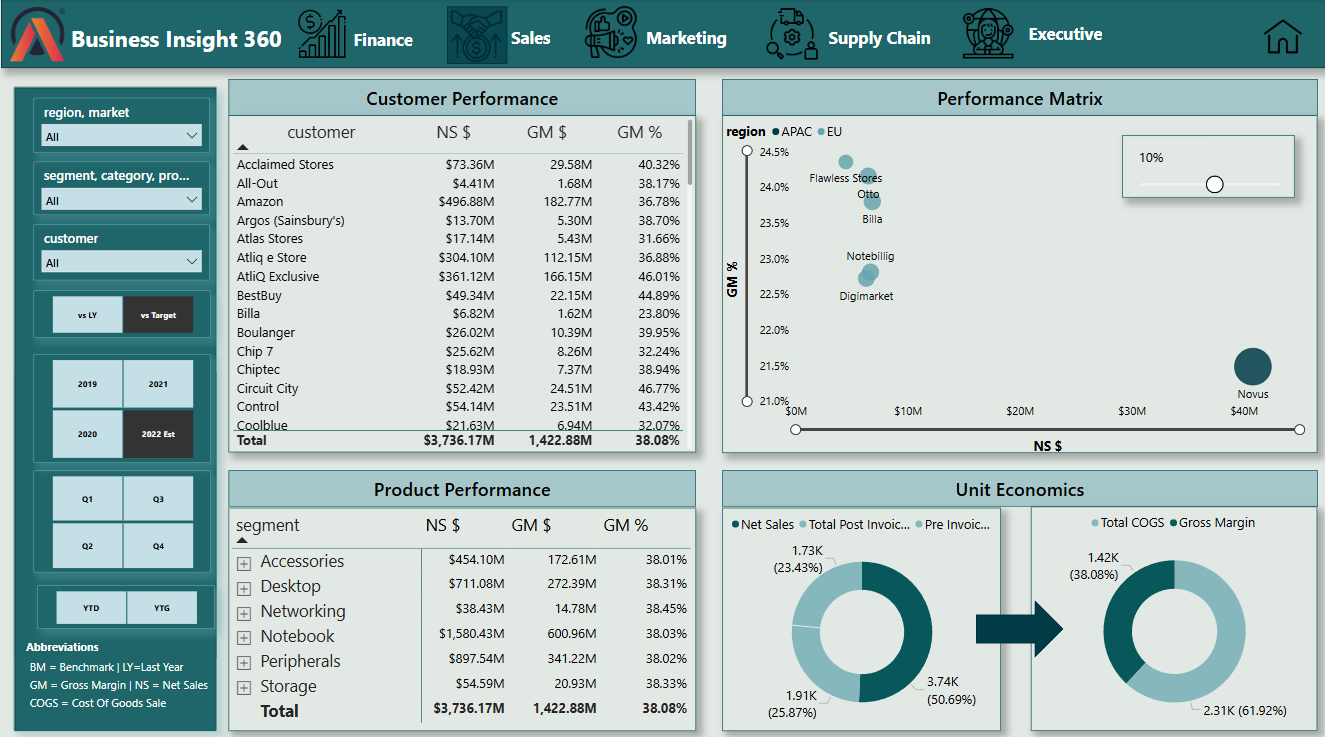 Business Insight 360
Finance
Sales
Marketing
Supply Chain
Executive
region, market
All
segment, category, pro...
All
customer
All
vs LY
vs Target
2019
2021
2020
2022 Est
Q1
Q3
Q2
Q4
YTD
YTG
Abbreviations
BM = Benchmark | LY=Last Year
GM = Gross Margin | NS = Net Sales
COGS = Cost Of Goods Sale
Customer Performance
customer NS $ GM $ GM %
Acclaimed Stores $73.36M 29.58M 40.32%
All-Out $4.41M 1.68M 38.17%
Amazon $496.88M 182.77M 36.78%
Argos (Sainsbury's) $13.70M 5.30M 38.70%
Atlas Stores $17.14M 5.43M 31.66%
Atliq e Store $304.10M 112.15M 36.88%
AtliQ Exclusive $361.12M 166.15M 46.01%
BestBuy $49.34M 22.15M 44.89%
Billa $6.82M 1.62M 23.80%
Boulanger $26.02M 10.39M 39.95%
Chip 7 $25.62M 8.26M 32.24%
Chiptec $18.93M 7.37M 38.94%
Circuit City $52.42M 24.51M 46.77%
Control $54.14M 23.51M 43.42%
Coolblue $21.63M 6.94M 32.07%
Total $3,736.17M 1,422.88M 38.08%
Performance Matrix
region APAC EU
10%
24.5%
24.0%
23.5%
23.0%
22.5%
22.0%
21.5%
21.0%
GM %
Flawless Stores
Otto
Billa
Notebillig
Digimarket
Novus
$0M $10M $20M $30M $40M
NS $
Product Performance
segment NS $ GM $ GM %
Accessories $454.10M 172.61M 38.01%
Desktop $711.08M 272.39M 38.31%
Networking $38.43M 14.78M 38.45%
Notebook $1,580.43M 600.96M 38.03%
Peripherals $897.54M 341.22M 38.02%
Storage $54.59M 20.93M 38.33%
Total $3,736.17M 1,422.88M 38.08%
Unit Economics
Net Sales Total Post Invoic... Pre Invoic...
1.73K
(23.43%)
1.91K
(25.87%)
3.74K
(50.69%)
Total COGS Gross Margin
1.42K
(38.08%)
2.31K (61.92%)